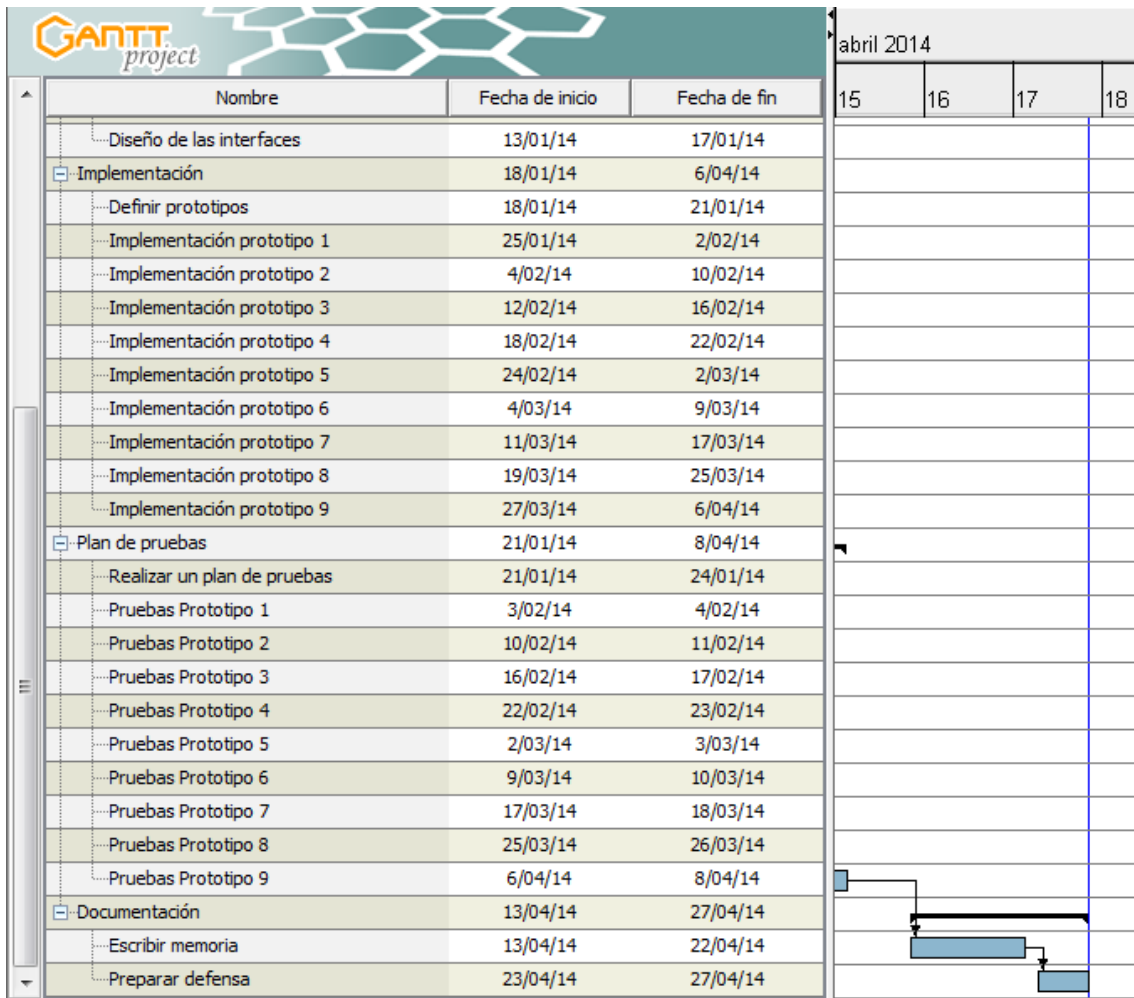 GANTT
project
abril 2014
Nombre Fecha de inicio Fecha de fin 15 16 17 18
Diseño de las interfaces 13/01/14 17/01/14
Implementación 18/01/14 6/04/14
Definir prototipos 18/01/14 21/01/14
Implementación prototipo 1 25/01/14 2/02/14
Implementación prototipo 2 4/02/14 10/02/14
Implementación prototipo 3 12/02/14 16/02/14
Implementación prototipo 4 18/02/14 22/02/14
Implementación prototipo 5 24/02/14 2/03/14
Implementación prototipo 6 4/03/14 9/03/14
Implementación prototipo 7 11/03/14 17/03/14
Implementación prototipo 8 19/03/14 25/03/14
Implementación prototipo 9 27/03/14 6/04/14
Plan de pruebas 21/01/14 8/04/14
Realizar un plan de pruebas 21/01/14 24/01/14
Pruebas Prototipo 1 3/02/14 4/02/14
Pruebas Prototipo 2 10/02/14 11/02/14
Pruebas Prototipo 3 16/02/14 17/02/14
Pruebas Prototipo 4 22/02/14 23/02/14
Pruebas Prototipo 5 2/03/14 3/03/14
Pruebas Prototipo 6 9/03/14 10/03/14
Pruebas Prototipo 7 17/03/14 18/03/14
Pruebas Prototipo 8 25/03/14 26/03/14
Pruebas Prototipo 9 6/04/14 8/04/14
Documentación 13/04/14 27/04/14
Escribir memoria 13/04/14 22/04/14
Preparar defensa 23/04/14 27/04/14